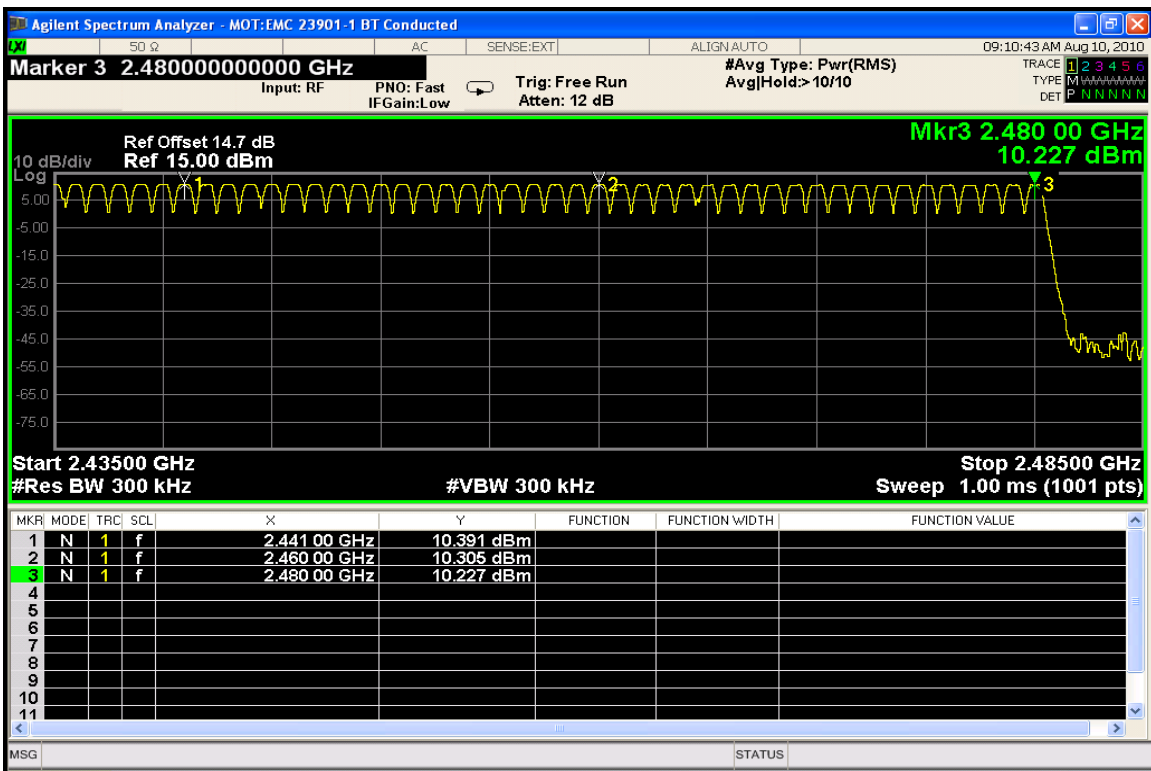 Agilent Spectrum Analyzer - MOT:EMC 23901-1 BT Conducted
LXI 50 Ω AC SENSE:EXT ALIGN AUTO 09:10:43 AM Aug 10, 2010
Marker 3 2.480000000000 GHz
Input: RF PNO: Fast IFGain:Low
Trig: Free Run
Atten: 12 dB
#Avg Type: Pwr(RMS)
Avg|Hold:>10/10
TRACE 1 2 3 4 5 6
TYPE M W W W W W
DET P N N N N N
Mkr3 2.480 00 GHz
10.227 dBm
Ref Offset 14.7 dB
10 dB/div Ref 15.00 dBm
Log
1
2
3
5.00
-5.00
-15.0
-25.0
-35.0
-45.0
-55.0
-65.0
-75.0
Start 2.43500 GHz Stop 2.48500 GHz
#Res BW 300 kHz #VBW 300 kHz Sweep 1.00 ms (1001 pts)
MKR MODE TRC SCL X Y FUNCTION FUNCTION WIDTH FUNCTION VALUE
1 N 1 f 2.441 00 GHz 10.391 dBm
2 N 1 f 2.460 00 GHz 10.305 dBm
3 N 1 f 2.480 00 GHz 10.227 dBm
4
5
6
7
8
9
10
11
MSG STATUS